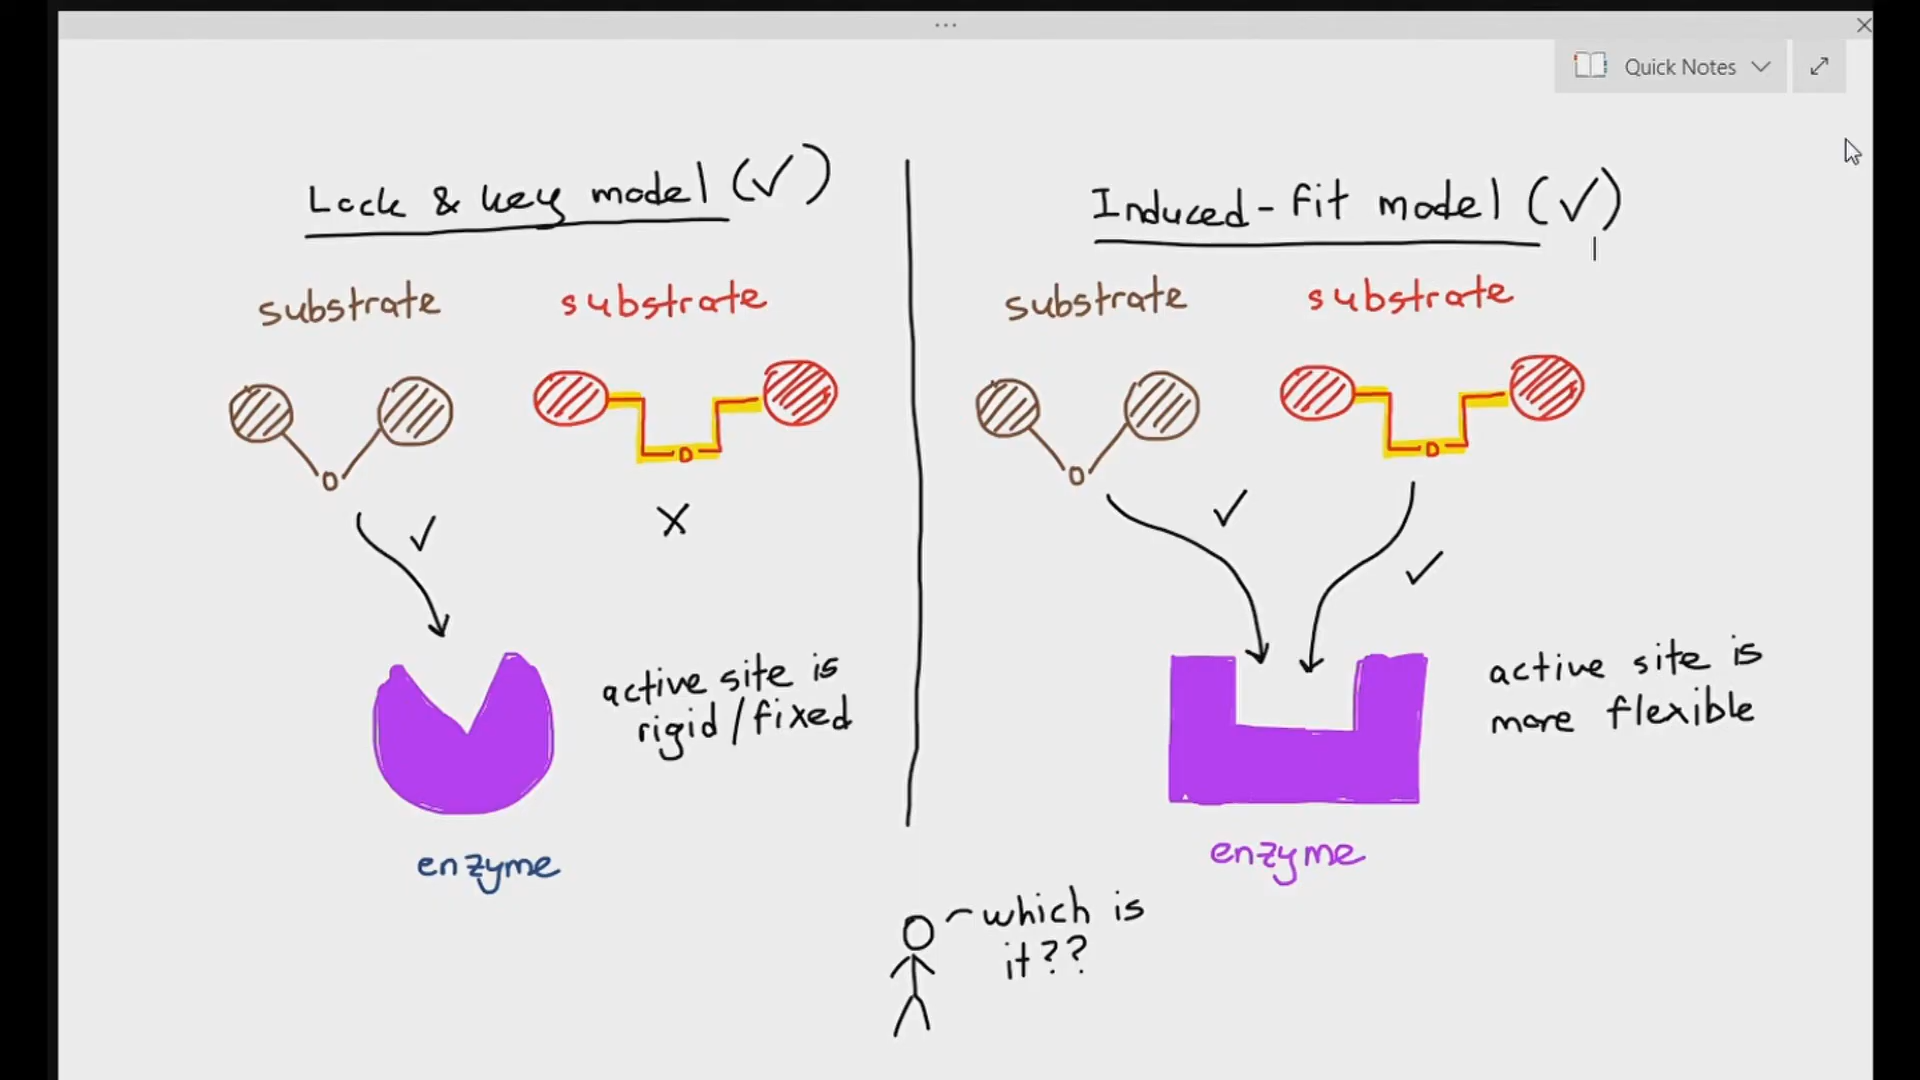 Quick Notes
Lock & key model (✓)
substrate substrate
active site is
rigid/fixed
enzyme
Induced-fit model (✓)
substrate substrate
active site is
more flexible
enzyme
which is
it??